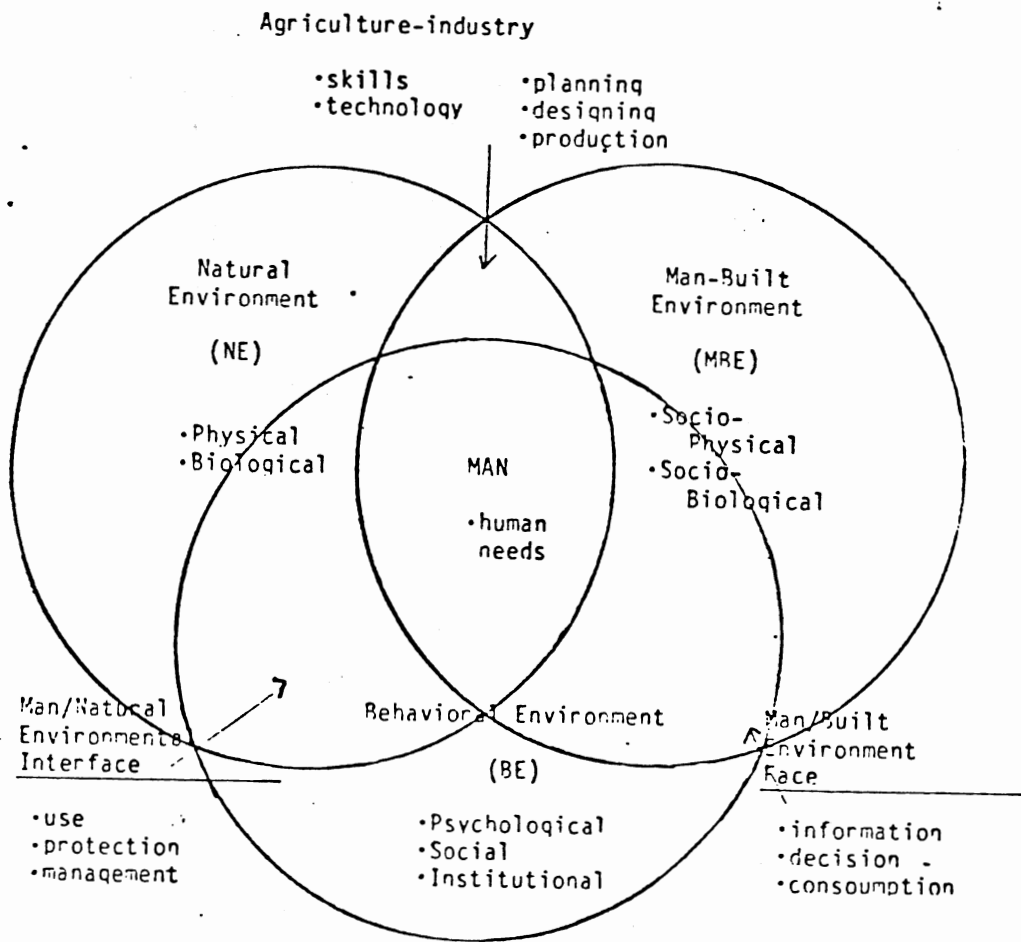 Agriculture-industry
•skills
•technology
•planning
•designing
•production
Natural
Environment
(NE)
•Physical
•Biological
Man-Built
Environment
(MBE)
•Socio-
Physical
•Socio-
Biological
MAN
•human
needs
Man/Natural
Environmental
Interface
•use
•protection
•management
Behavioral Environment
(BE)
•Psychological
•Social
•Institutional
Man/Built
Environment
Face
•information
•decision
•consoumption